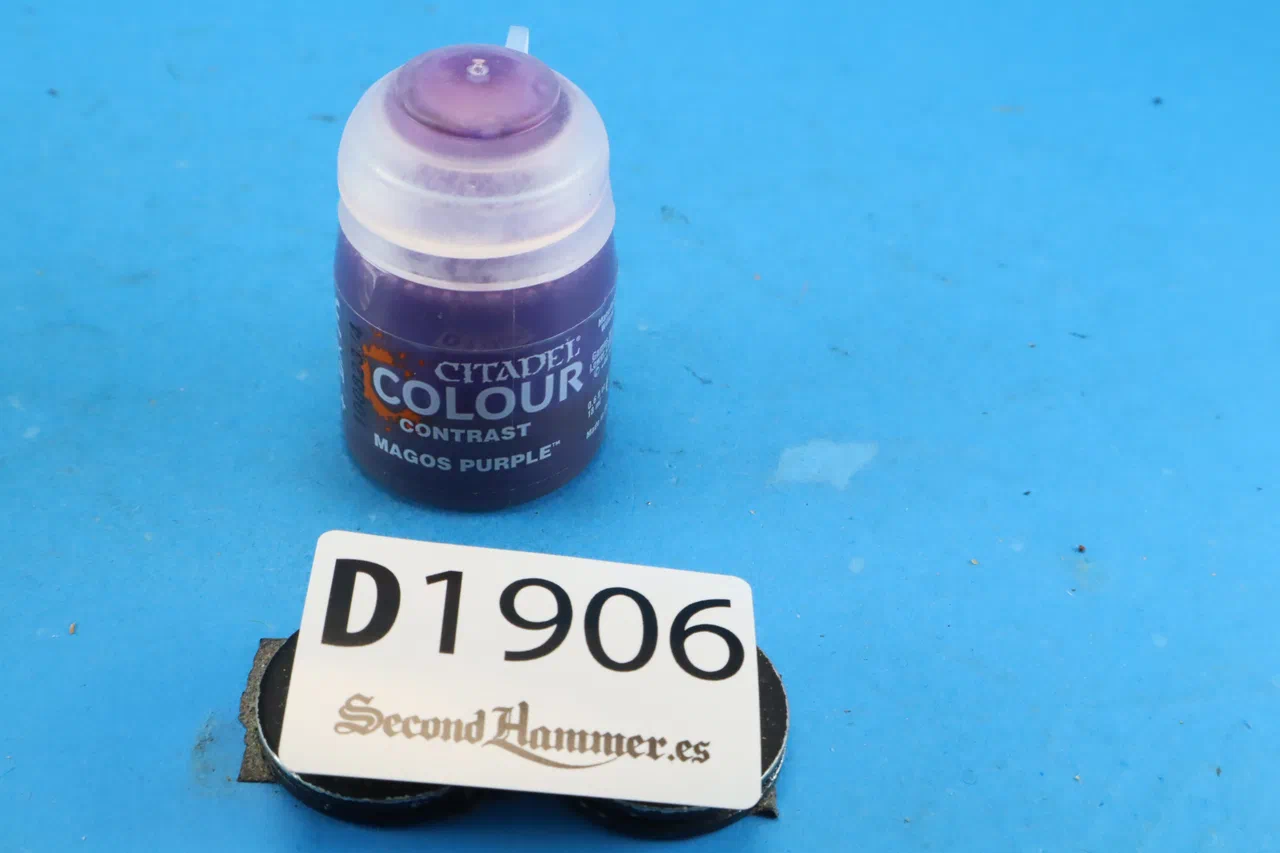 CITADEL
COLOUR
CONTRAST
MAGOS PURPLE™
D1906
SecondHammer.es